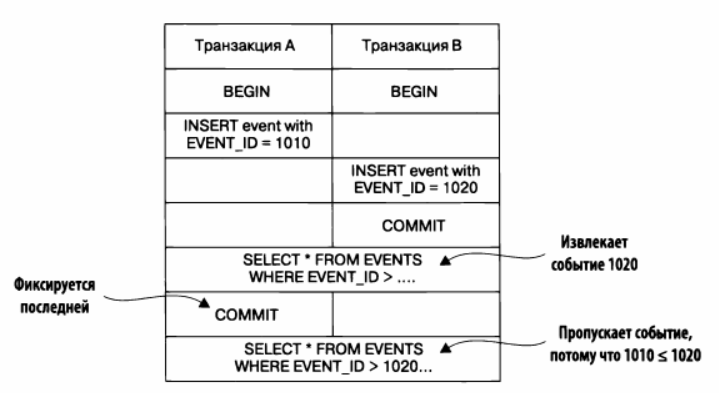 Транзакция А
Транзакция В
BEGIN
BEGIN
INSERT event with
EVENT_ID = 1010
INSERT event with
EVENT_ID = 1020
COMMIT
SELECT * FROM EVENTS
WHERE EVENT_ID > ....
Извлекает
событие 1020
Фиксируется
последней
COMMIT
SELECT * FROM EVENTS
WHERE EVENT_ID > 1020...
Пропускает событие,
потому что 1010 ≤ 1020